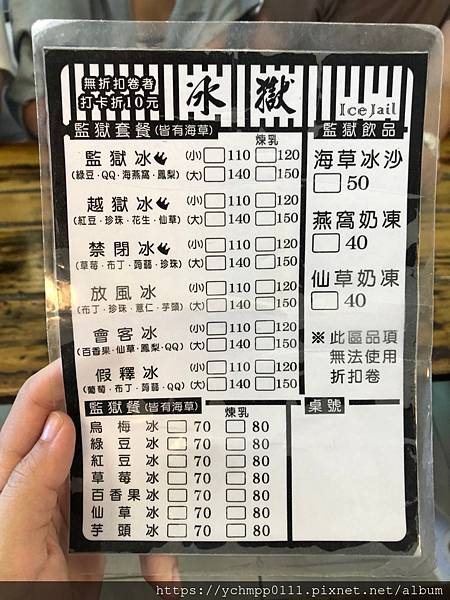 無折扣卷者
打卡折10元
冰獄
Ice Jail
監獄套餐(皆有海草)
煉乳
監獄冰 (小) 110 120
(綠豆·QQ·海燕窩·鳳梨) (大) 140 150
越獄冰 (小) 110 120
(紅豆·珍珠·花生·仙草) (大) 140 150
禁閉冰 (小) 110 120
(草莓·布丁·蒟蒻·珍珠) (大) 140 150
放風冰 (小) 110 120
(布丁·珍珠·薏仁·芋頭) (大) 140 150
會客冰 (小) 110 120
(百香果·仙草·鳳梨·QQ) (大) 140 150
假釋冰 (小) 110 120
(葡萄·布丁·蒟蒻·QQ) (大) 140 150
監獄飲品
海草冰沙
50
燕窩奶凍
40
仙草奶凍
40
※此區品項
無法使用
折扣卷
監獄餐(皆有海草)
煉乳
烏梅冰 70 80
綠豆冰 70 80
紅豆冰 70 80
草莓冰 70 80
百香果冰 70 80
仙草冰 70 80
芋頭冰 70 80
桌號
https://ychmpp0111.pixnet.net/album